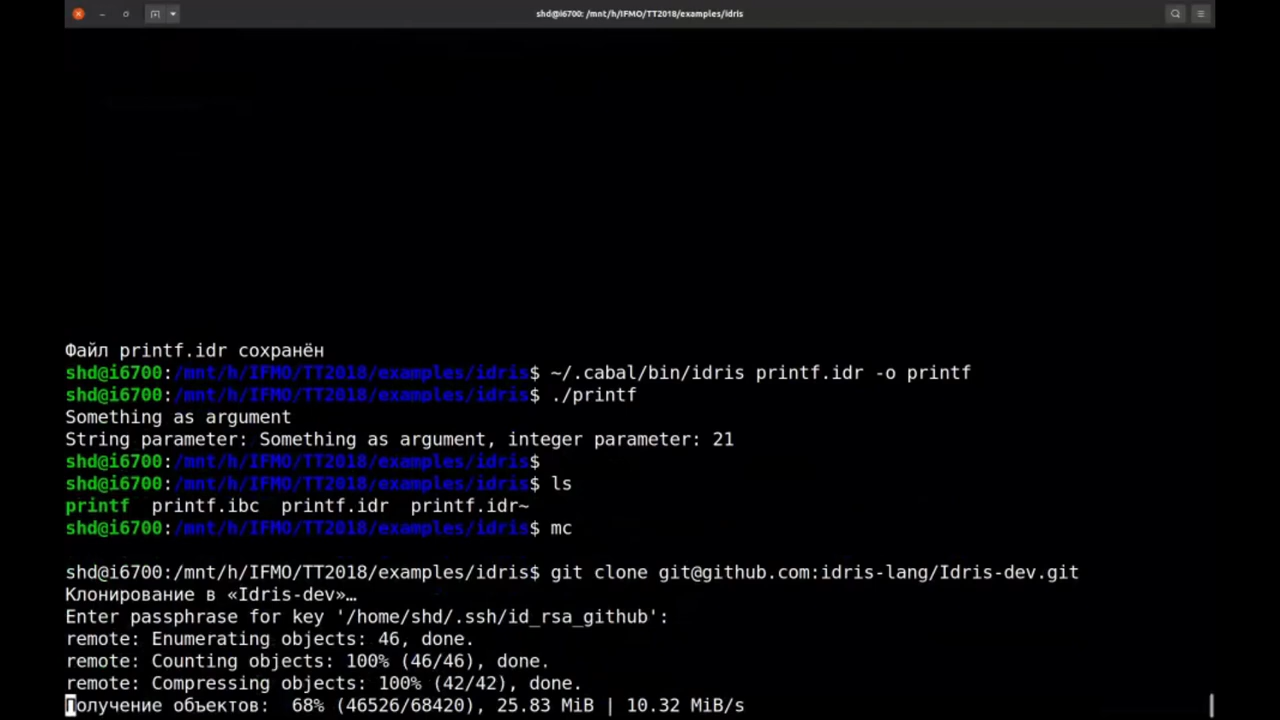 shd@i6700: /mnt/h/IFMO/TT2018/examples/idris
Файл printf.idr сохранён
shd@i6700:/mnt/h/IFMO/TT2018/examples/idris$ ~/.cabal/bin/idris printf.idr -o printf
shd@i6700:/mnt/h/IFMO/TT2018/examples/idris$ ./printf
Something as argument
String parameter: Something as argument, integer parameter: 21
shd@i6700:/mnt/h/IFMO/TT2018/examples/idris$
shd@i6700:/mnt/h/IFMO/TT2018/examples/idris$ ls
printf  printf.ibc  printf.idr  printf.idr~
shd@i6700:/mnt/h/IFMO/TT2018/examples/idris$ mc
shd@i6700:/mnt/h/IFMO/TT2018/examples/idris$ git clone git@github.com:idris-lang/Idris-dev.git
Клонирование в «Idris-dev»…
Enter passphrase for key '/home/shd/.ssh/id_rsa_github':
remote: Enumerating objects: 46, done.
remote: Counting objects: 100% (46/46), done.
remote: Compressing objects: 100% (42/42), done.
Получение объектов:  68% (46526/68420), 25.83 MiB | 10.32 MiB/s